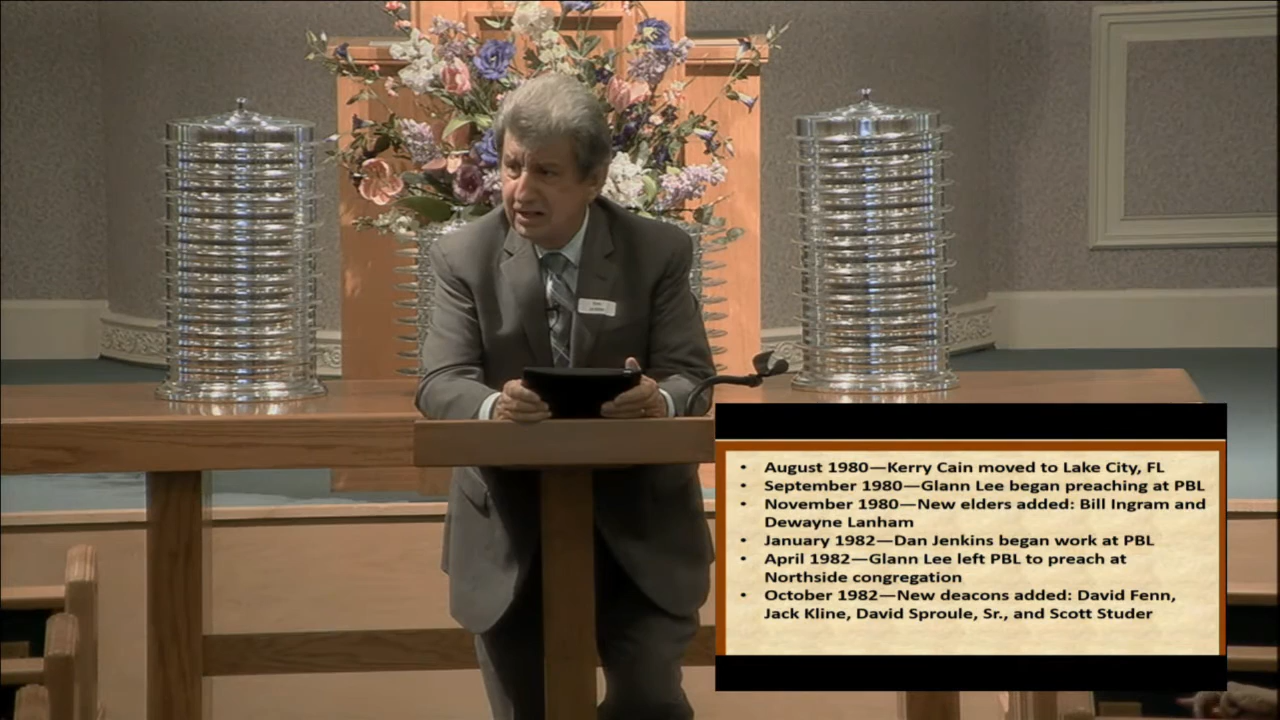 • August 1980—Kerry Cain moved to Lake City, FL
• September 1980—Glann Lee began preaching at PBL
• November 1980—New elders added: Bill Ingram and
Dewayne Lanham
• January 1982—Dan Jenkins began work at PBL
• April 1982—Glann Lee left PBL to preach at
Northside congregation
• October 1982—New deacons added: David Fenn,
Jack Kline, David Sproule, Sr., and Scott Studer